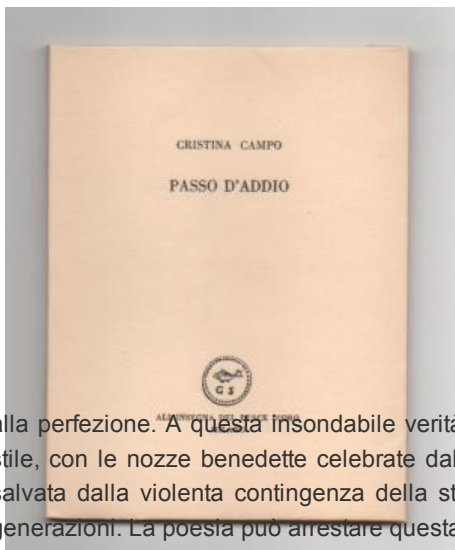 CRISTINA CAMPO
PASSO D'ADDIO
G S
ALL'INSEGNA DEL PESCE D'ORO
alla perfezione. A questa insondabile verità
stile, con le nozze benedette celebrate dal
salvata dalla violenta contingenza della st
generazioni. La poesia può arrestare questa